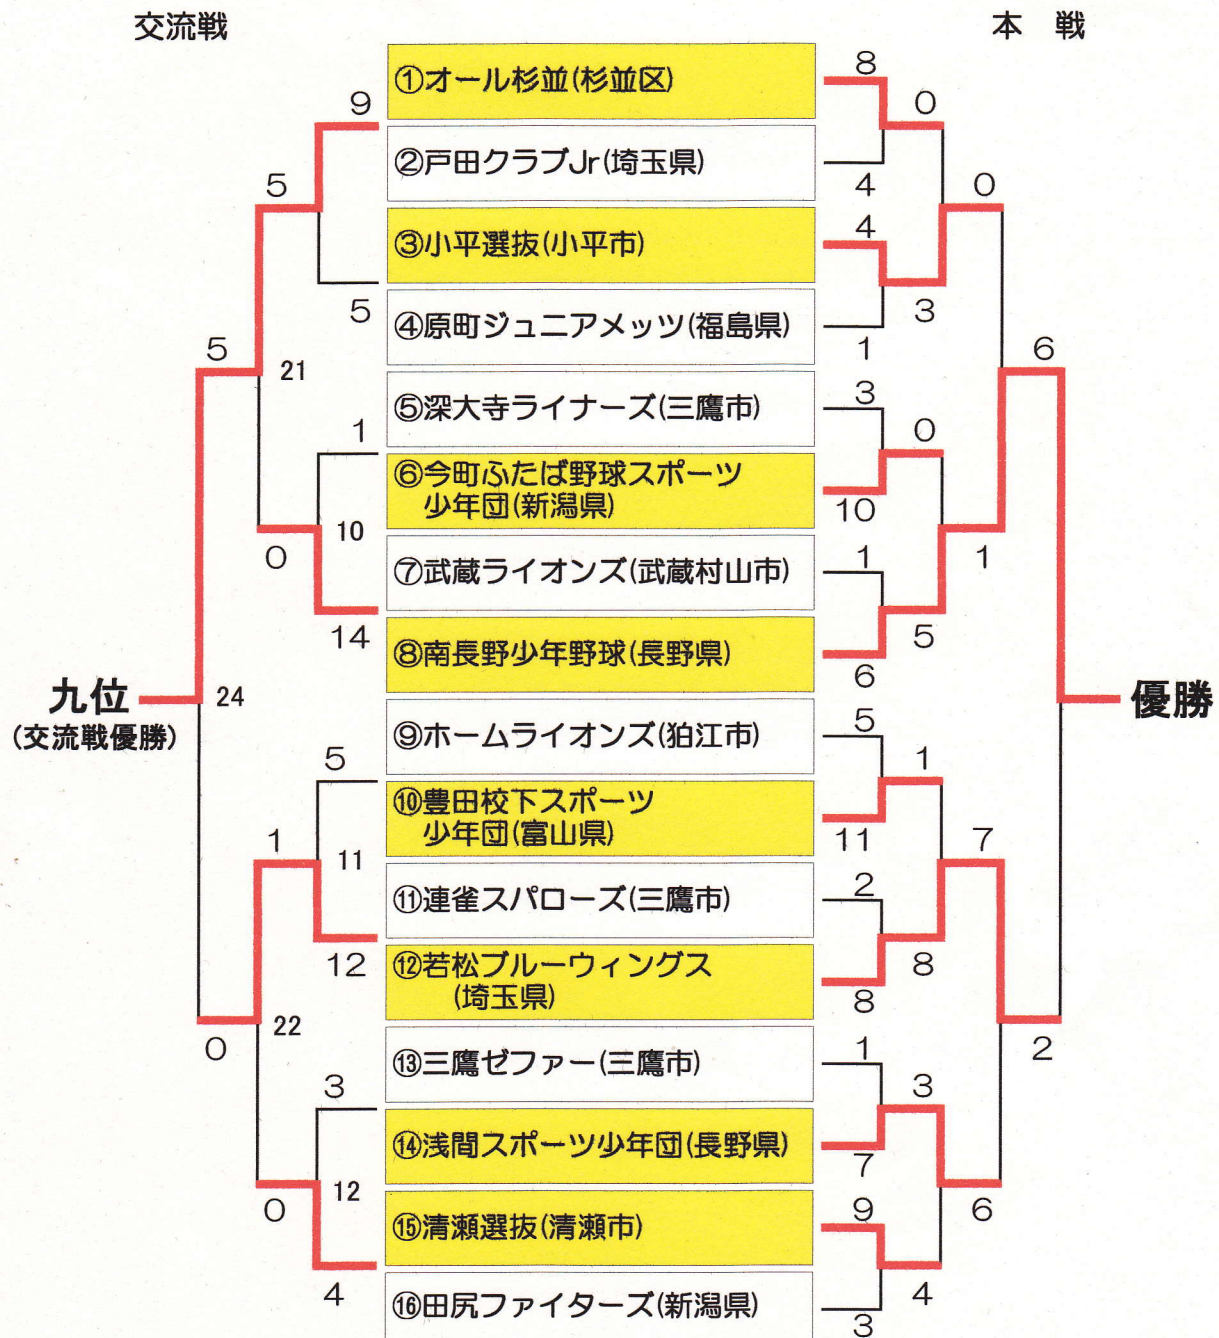 交流戦
本 戦
①オール杉並(杉並区)
②戸田クラブJr(埼玉県)
③小平選抜(小平市)
④原町ジュニアメッツ(福島県)
⑤深大寺ライナーズ(三鷹市)
⑥今町ふたば野球スポーツ
少年団(新潟県)
⑦武蔵ライオンズ(武蔵村山市)
⑧南長野少年野球(長野県)
⑨ホームライオンズ(狛江市)
⑩豊田校下スポーツ
少年団(富山県)
⑪連雀スパローズ(三鷹市)
⑫若松ブルーウィングス
(埼玉県)
⑬三鷹ゼファー(三鷹市)
⑭浅間スポーツ少年団(長野県)
⑮清瀬選抜(清瀬市)
⑯田尻ファイターズ(新潟県)
9
5
5
5
21
1
10
0
14
九位
(交流戦優勝)
24
5
1
11
12
0
22
3
12
0
4
8
0
4
0
4
3
1
6
3
0
10
1
1
5
6
優勝
5
1
11
7
2
8
8
2
1
3
7
6
9
4
3